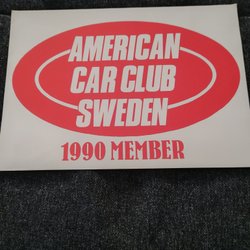 AMERICAN
CAR CLUB
SWEDEN
1990 MEMBER